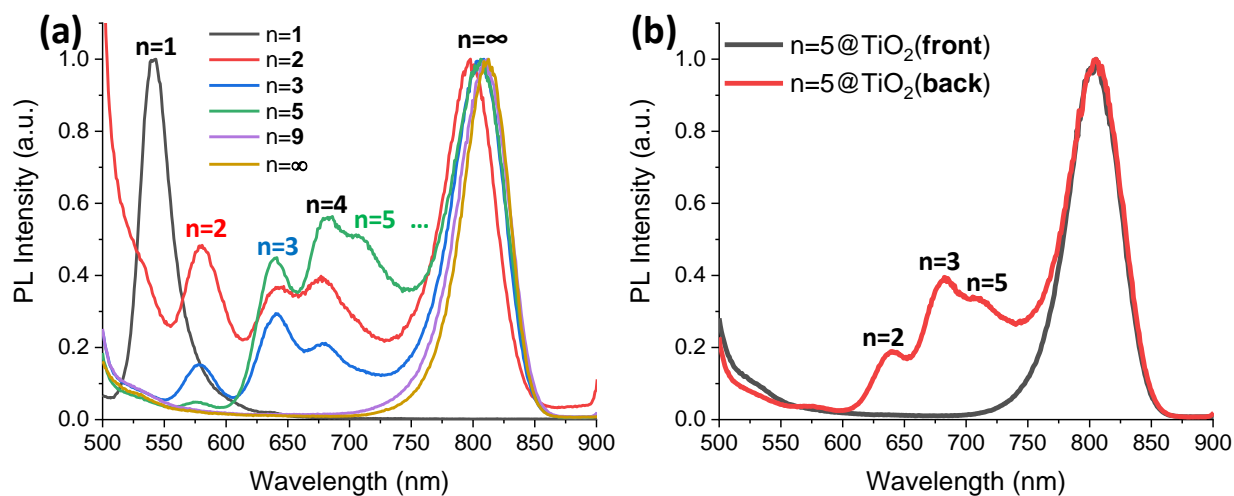 (a)
n=1
n=1
n=2
n=3
n=5
n=9
n=∞
n=∞
n=2
n=3
n=4
n=5 ...
PL Intensity (a.u.)
1.0
0.8
0.6
0.4
0.2
0.0
500 550 600 650 700 750 800 850 900
Wavelength (nm)
(b)
n=5@TiO₂(front)
n=5@TiO₂(back)
n=2
n=3
n=5
PL Intensity (a.u.)
1.0
0.8
0.6
0.4
0.2
0.0
500 550 600 650 700 750 800 850 900
Wavelength (nm)